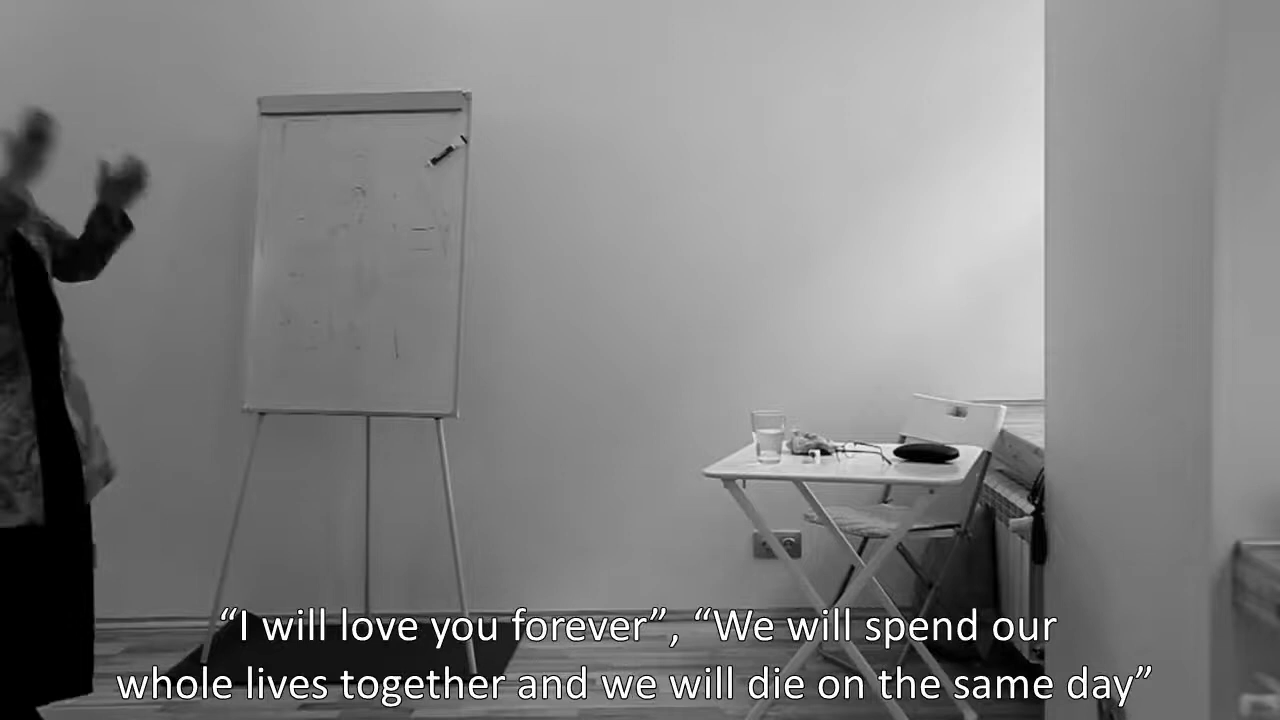 “I will love you forever”, “We will spend our
whole lives together and we will die on the same day”